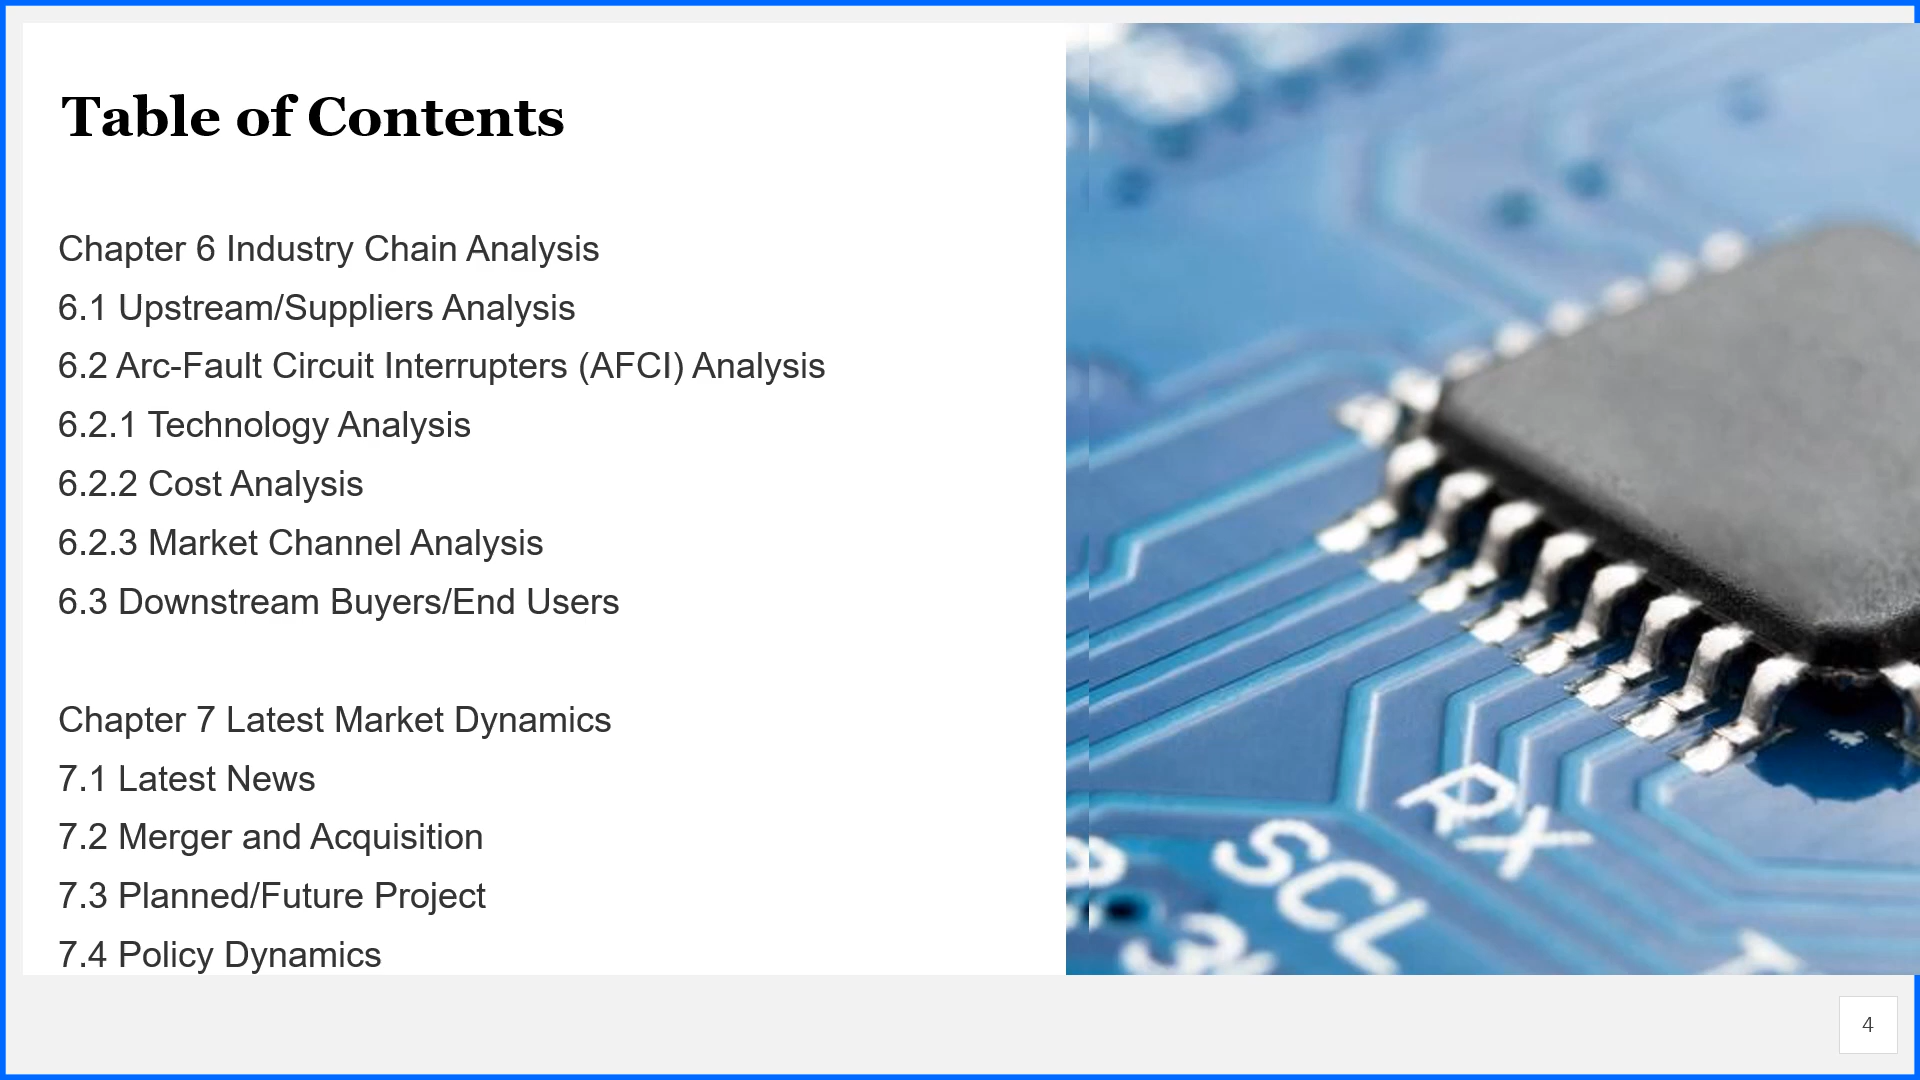 Table of Contents
Chapter 6 Industry Chain Analysis
6.1 Upstream/Suppliers Analysis
6.2 Arc-Fault Circuit Interrupters (AFCI) Analysis
6.2.1 Technology Analysis
6.2.2 Cost Analysis
6.2.3 Market Channel Analysis
6.3 Downstream Buyers/End Users
Chapter 7 Latest Market Dynamics
7.1 Latest News
7.2 Merger and Acquisition
7.3 Planned/Future Project
7.4 Policy Dynamics
RX
SCL
4